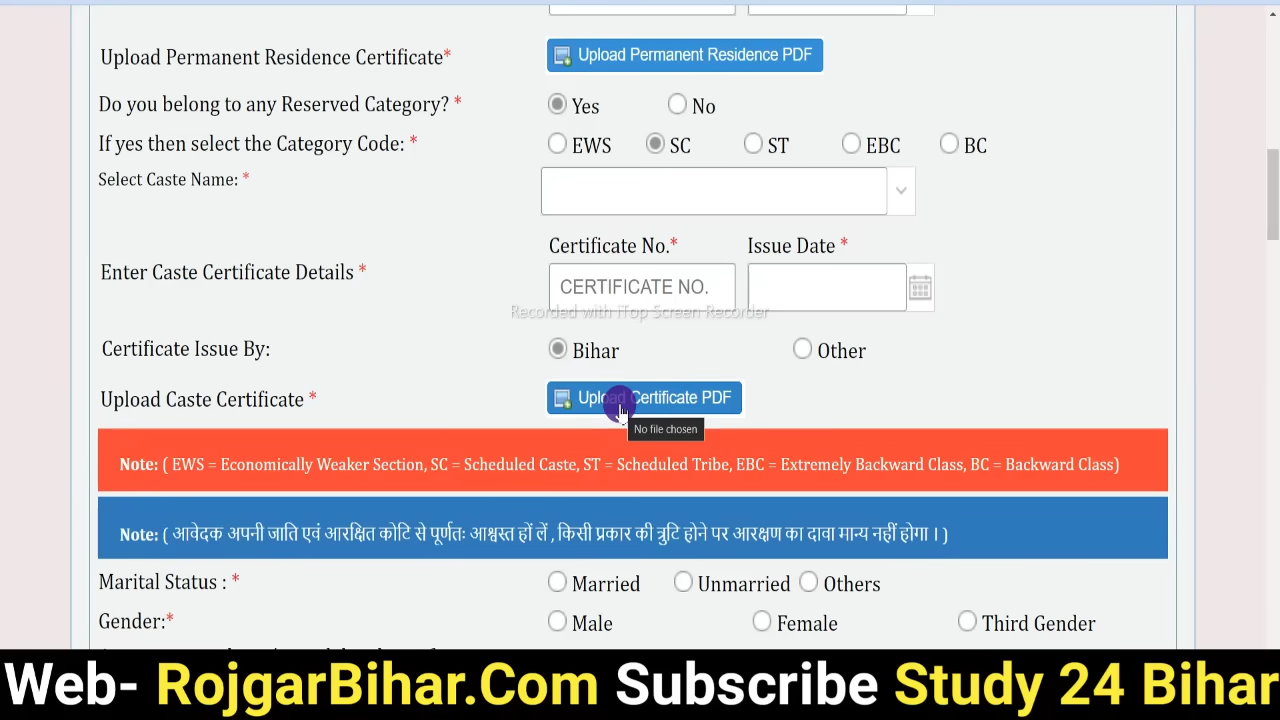 Upload Permanent Residence Certificate* Upload Permanent Residence PDF
Do you belong to any Reserved Category? * Yes No
If yes then select the Category Code: * EWS SC ST EBC BC
Select Caste Name: *
Certificate No.* Issue Date *
Enter Caste Certificate Details * CERTIFICATE NO.
Recorded with iTop Screen Recorder
Certificate Issue By: Bihar Other
Upload Caste Certificate * Upload Certificate PDF
No file chosen
Note: ( EWS = Economically Weaker Section, SC = Scheduled Caste, ST = Scheduled Tribe, EBC = Extremely Backward Class, BC = Backward Class)
Note: ( आवेदक अपनी जाति एवं आरक्षित कोटि से पूर्णतः आश्वस्त हों लें , किसी प्रकार की त्रुटि होने पर आरक्षण का दावा मान्य नहीं होगा । )
Marital Status : * Married Unmarried Others
Gender:* Male Female Third Gender
Web- RojgarBihar.Com Subscribe Study 24 Bihar